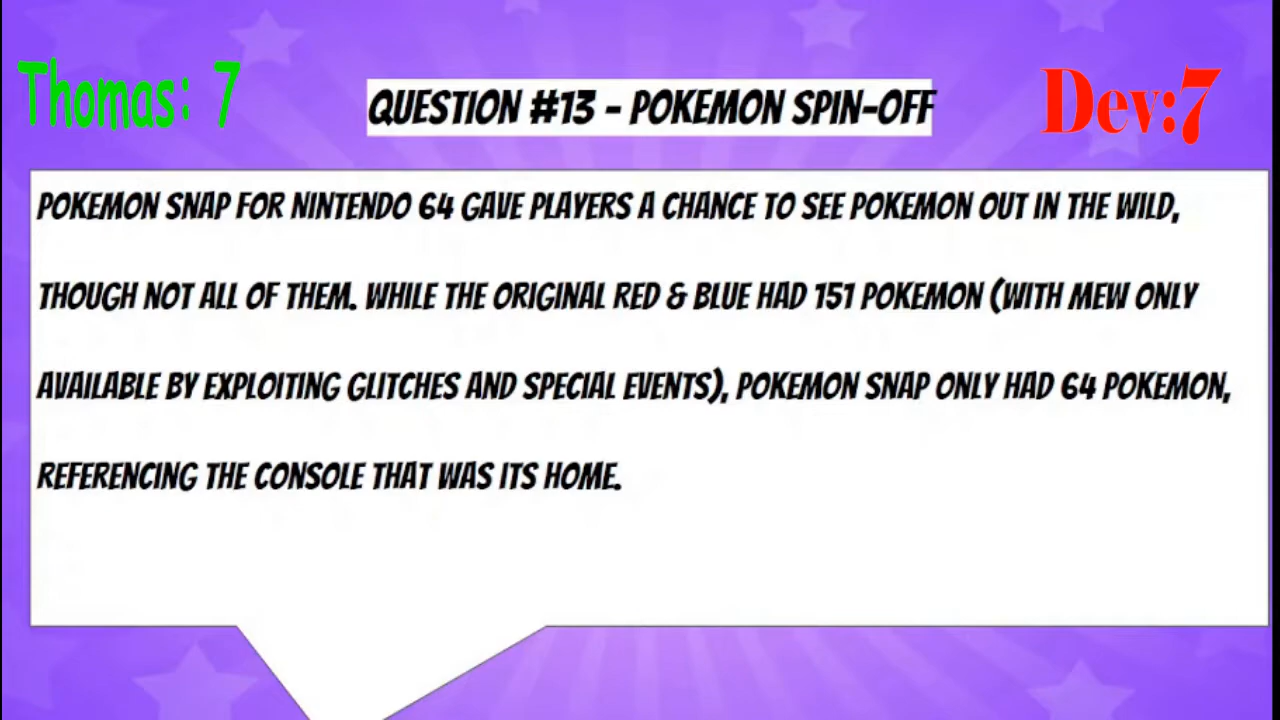 Thomas: 7
QUESTION #13 - POKEMON SPIN-OFF
Dev:7
POKEMON SNAP FOR NINTENDO 64 GAVE PLAYERS A CHANCE TO SEE POKEMON OUT IN THE WILD,
THOUGH NOT ALL OF THEM. WHILE THE ORIGINAL RED & BLUE HAD 151 POKEMON (WITH MEW ONLY
AVAILABLE BY EXPLOITING GLITCHES AND SPECIAL EVENTS), POKEMON SNAP ONLY HAD 64 POKEMON,
REFERENCING THE CONSOLE THAT WAS ITS HOME.